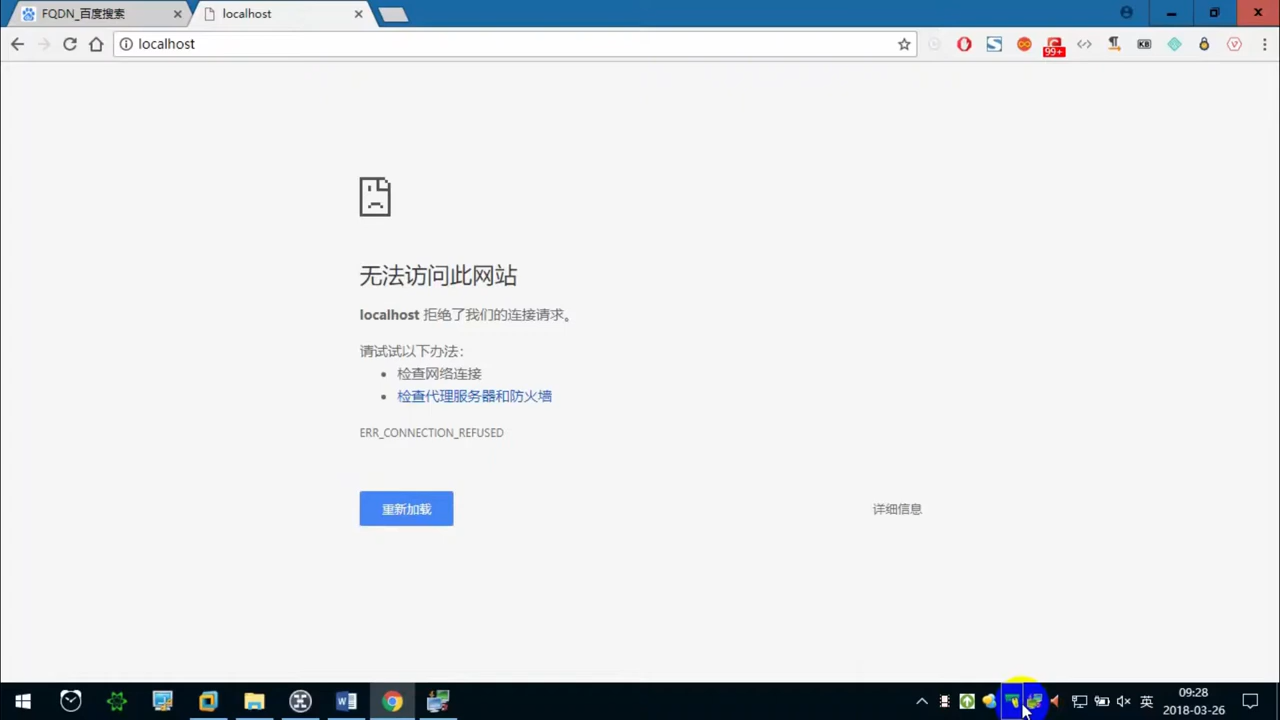 FQDN_百度搜索
localhost
localhost
99+
KB
无法访问此网站
localhost 拒绝了我们的连接请求。
请试试以下办法：
检查网络连接
检查代理服务器和防火墙
ERR_CONNECTION_REFUSED
重新加载
详细信息
英
09:28
2018-03-26